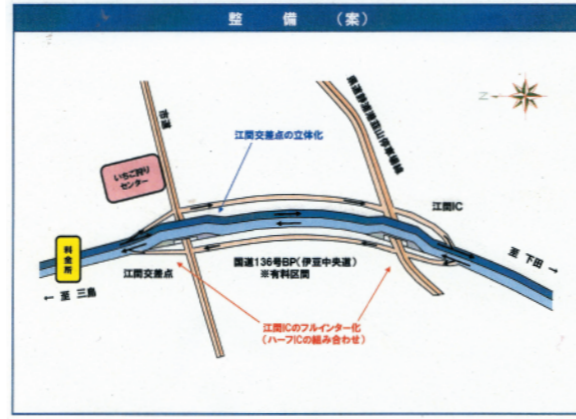 整 備 （案）
N
江間交差点の立体化
いちご狩り
センター
江間IC
料金所
江間交差点
国道136号BP（伊豆中央道）
※有料区間
至 下田 →
← 至 三島
江間ICのフルインター化
（ハーフICの組み合わせ）